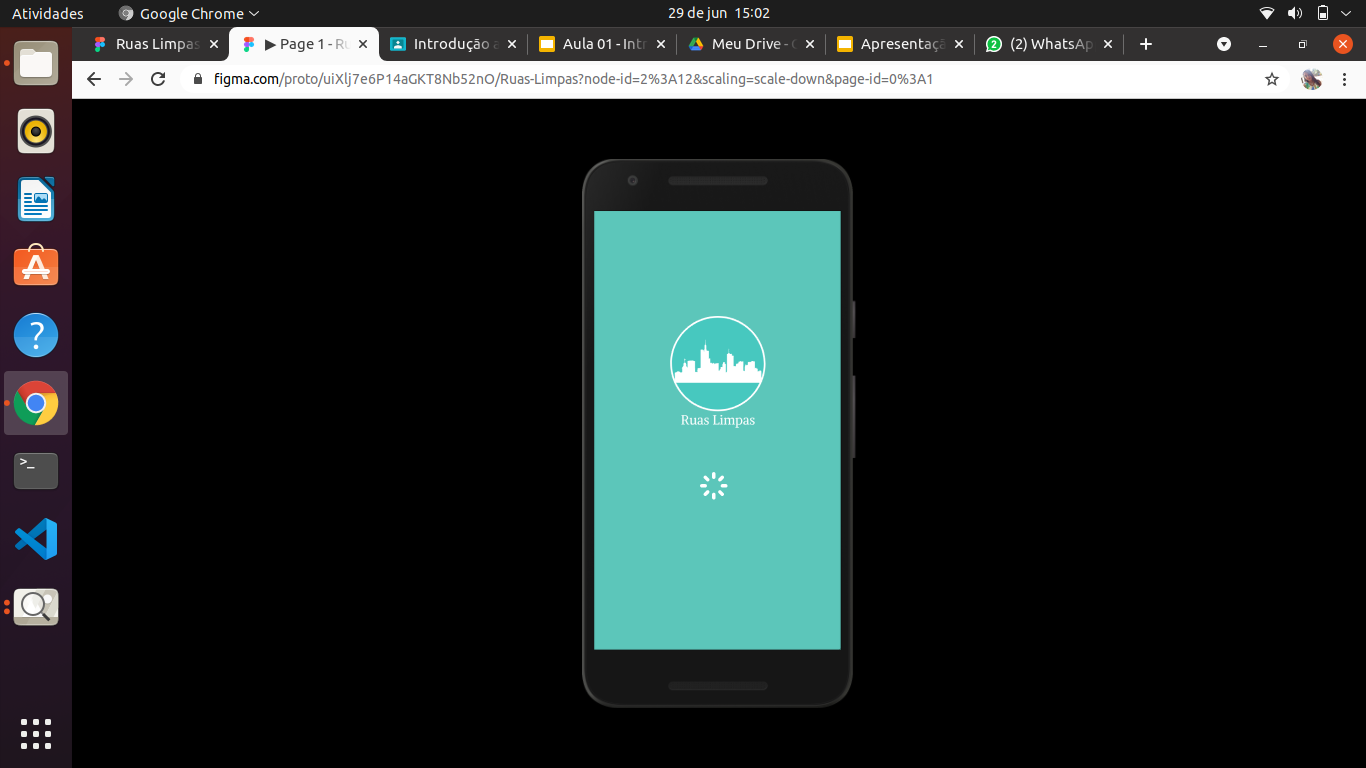 Atividades
Google Chrome
29 de jun 15:02
Ruas Limpas
▶ Page 1 - Ru
Introdução a
Aula 01 - Intr
Meu Drive - G
Apresentaçã
(2) WhatsAp
figma.com/proto/uiXlj7e6P14aGKT8Nb52nO/Ruas-Limpas?node-id=2%3A12&scaling=scale-down&page-id=0%3A1
Ruas Limpas